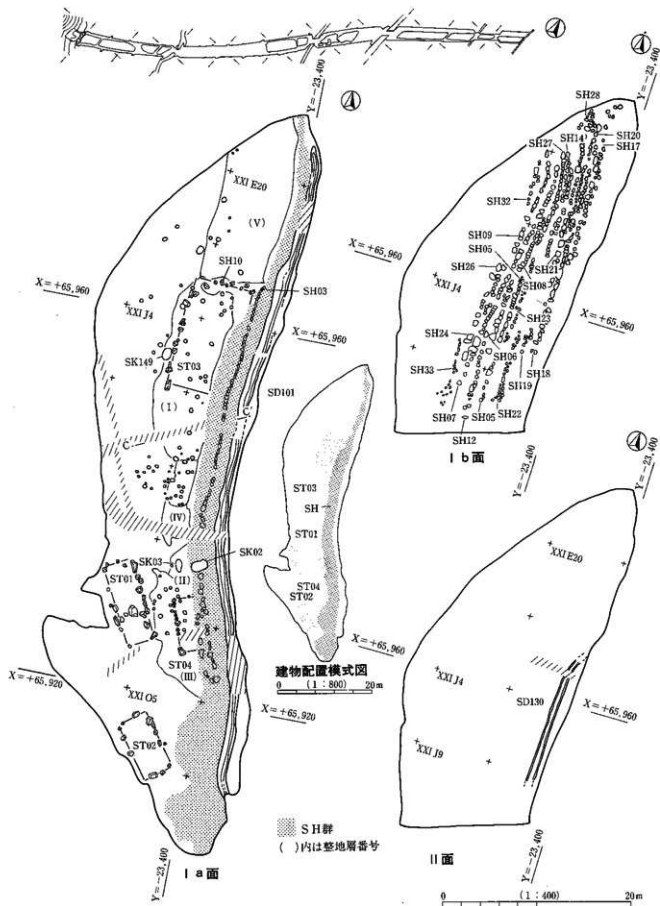 Y=-23,400
XXI E20
(V)
SH10
SH03
X=+65,960
XXI J4
X=+65,960
SK149
ST03
SD101
(I)
C
C
(IV)
SK03
SK02
ST01
(II)
ST04
(III)
X=+65,920
XXI O5
ST02
X=+65,920
Y=-23,400
Ⅰa面
ST03
SH
ST01
ST04
ST02
X=+65,960
建物配置模式図
0 (1:800) 20m
SH群
( )内は整地層番号
Y=-23,400
SH28
SH14
SH20
SH27
SH17
SH32
SH09
SH05
SH26
SH21
XXI J4
SH08
SH23
X=+65,960
SH24
SH06
SH18
SH33
SH19
SH07
SH05
SH22
SH12
Ⅰb面
Y=-23,400
Y=-23,400
XXI E20
XXI J4
SD130
X=+65,960
XXI J9
Ⅱ面
Y=-23,400
0 (1:400) 20m